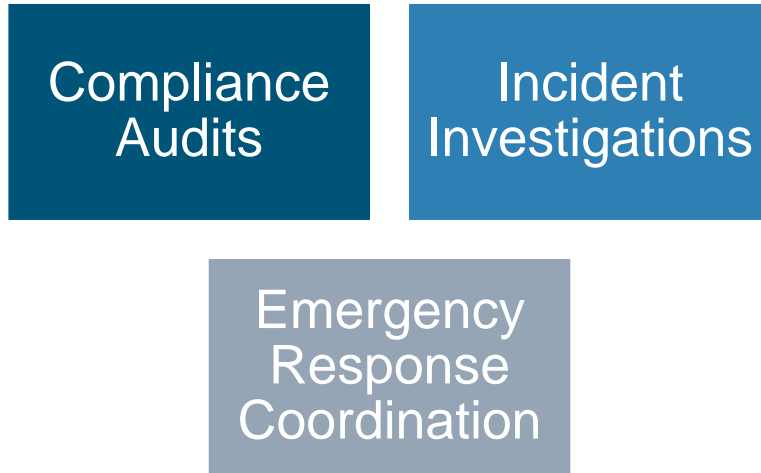 Compliance
Audits
Incident
Investigations
Emergency
Response
Coordination